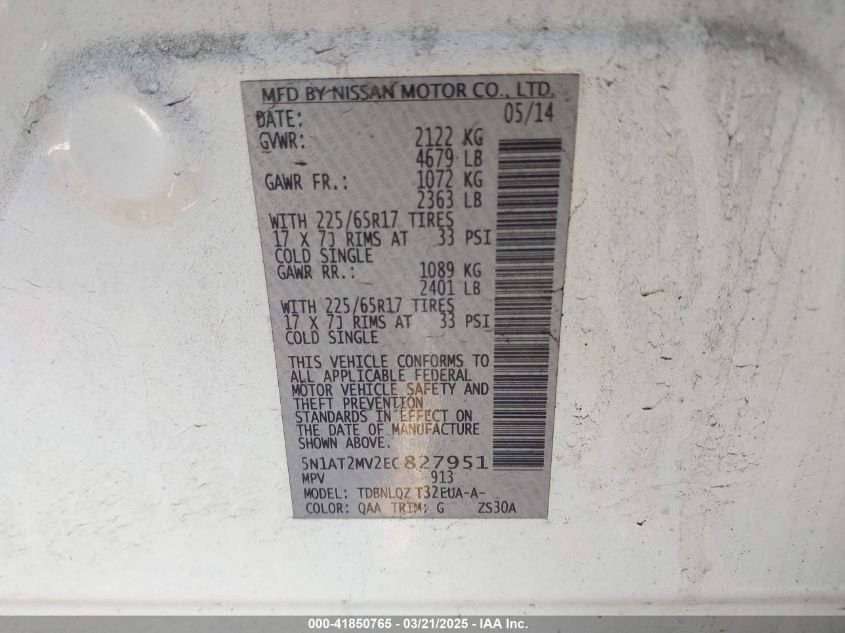 MFD BY NISSAN MOTOR CO., LTD.
DATE: 05/14
GVWR: 2122 KG
4679 LB
GAWR FR.: 1072 KG
2363 LB
WITH 225/65R17 TIRES
17 X 7J RIMS AT 33 PSI
COLD SINGLE
GAWR RR.: 1089 KG
2401 LB
WITH 225/65R17 TIRES
17 X 7J RIMS AT 33 PSI
COLD SINGLE
THIS VEHICLE CONFORMS TO
ALL APPLICABLE FEDERAL
MOTOR VEHICLE SAFETY AND
THEFT PREVENTION
STANDARDS IN EFFECT ON
THE DATE OF MANUFACTURE
SHOWN ABOVE.
5N1AT2MV2EC827951
MPV 913
MODEL: TDBNLQZ T32EUA-A-
COLOR: QAA TRIM: G ZS30A
000-41850765 - 03/21/2025 - IAA Inc.